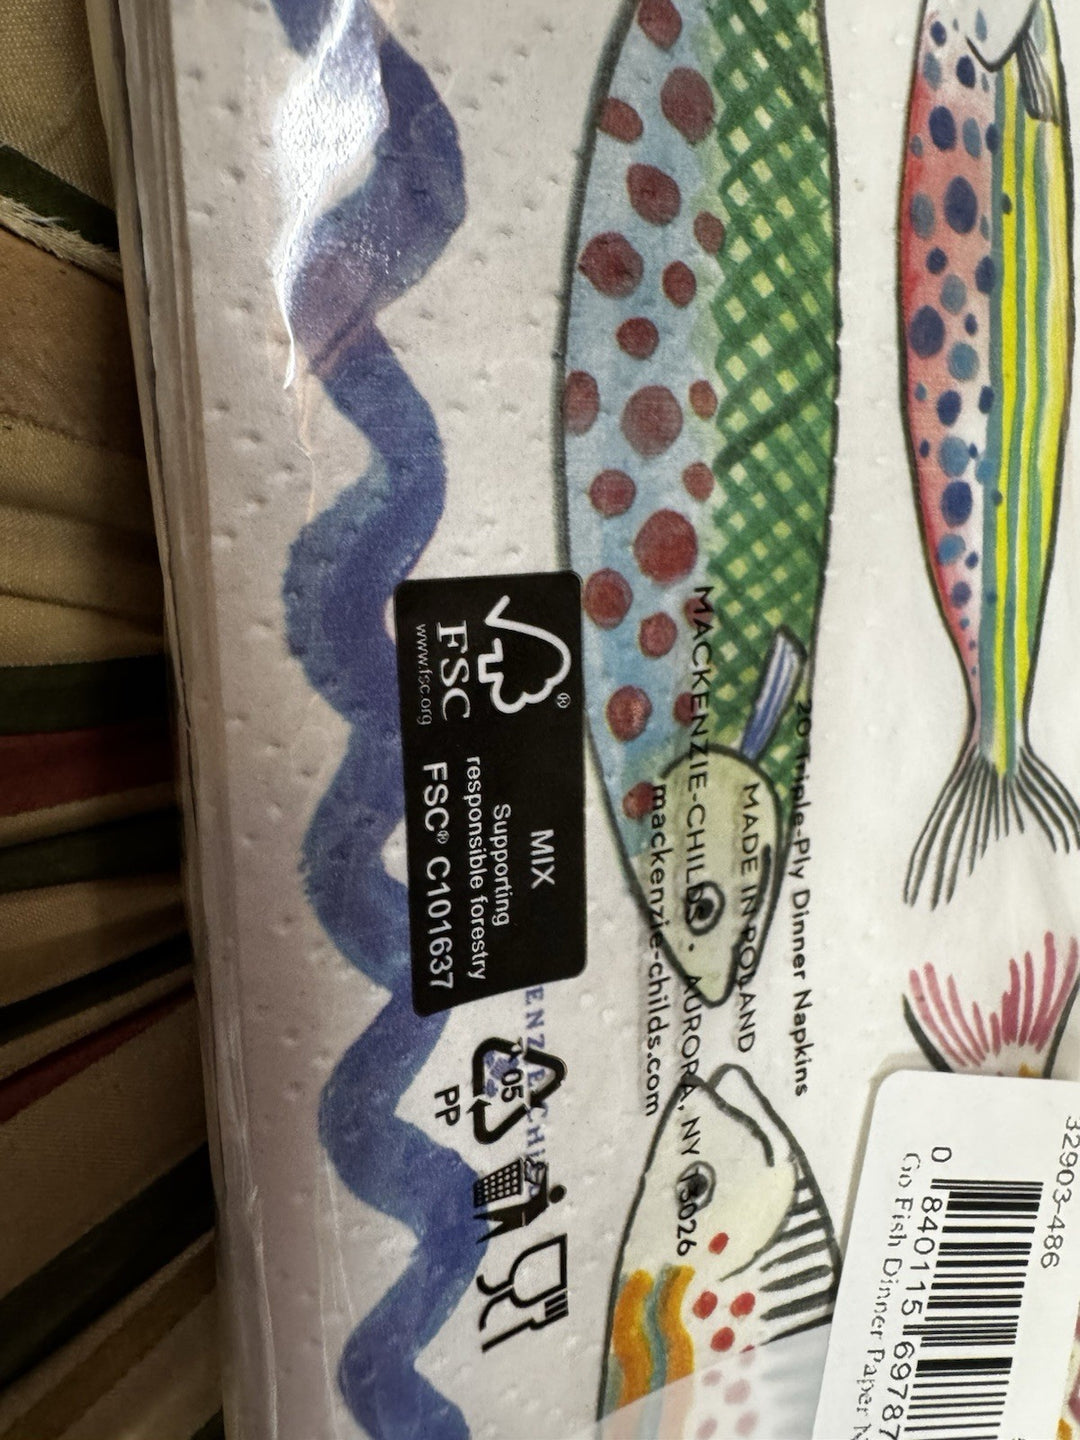 20 Triple-Ply Dinner Napkins
MADE IN POLAND
MACKENZIE-CHILDS • AURORA, NY 13026
mackenzie-childs.com
FSC
www.fsc.org
MIX
Supporting
responsible forestry
FSC® C101637
05
PP
32903-486
0 840115 69787
Go Fish Dinner Paper